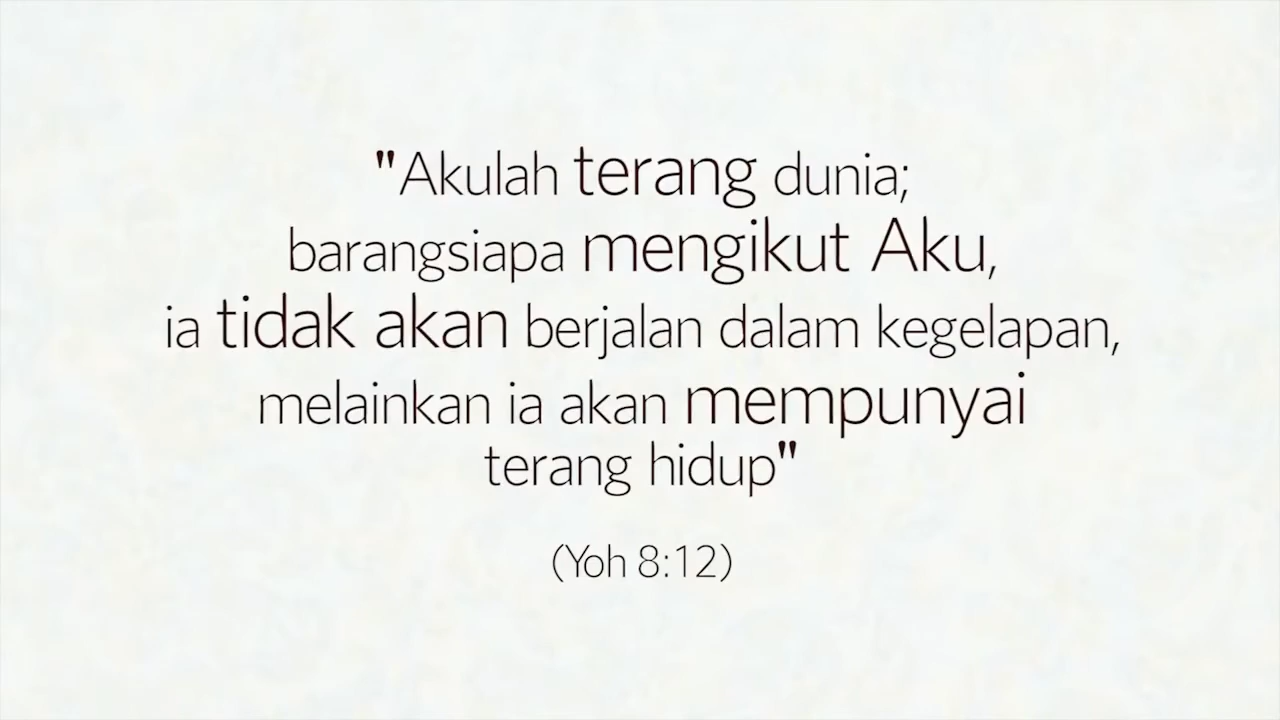 "Akulah terang dunia;
barangsiapa mengikut Aku,
ia tidak akan berjalan dalam kegelapan,
melainkan ia akan mempunyai
terang hidup"
(Yoh 8:12)